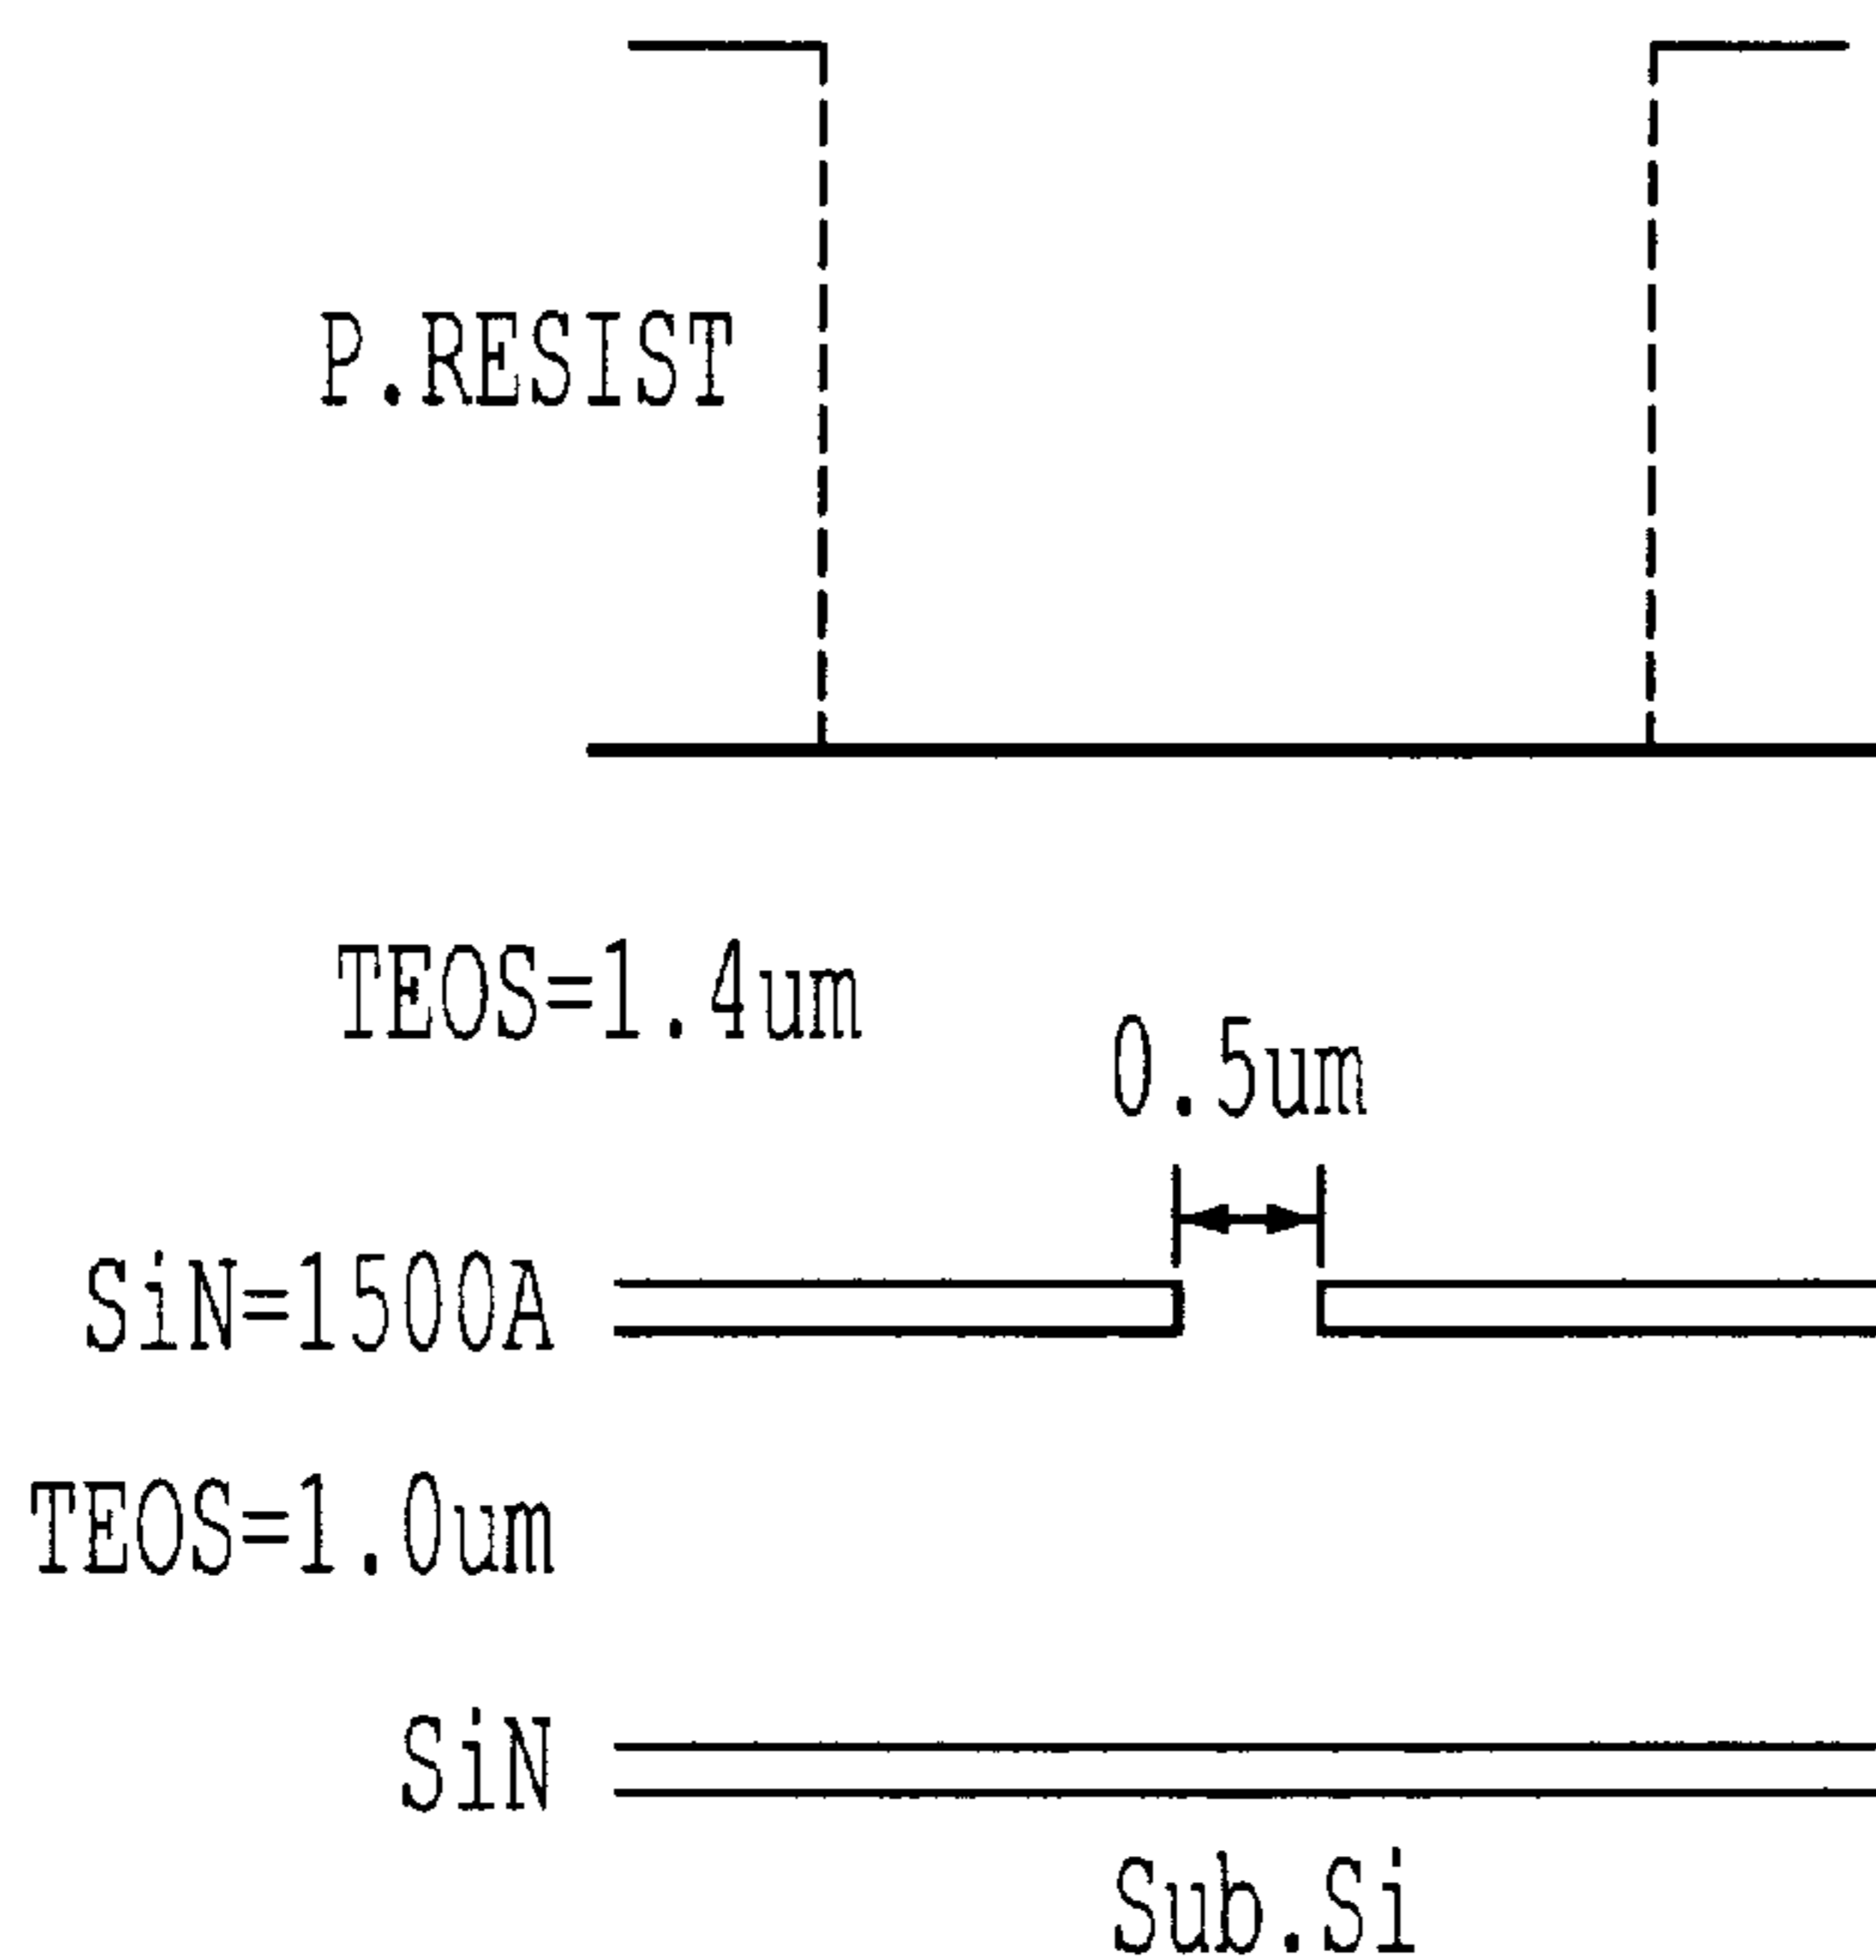 P.RESIST
TEOS=1.4um
0.5um
SiN=1500A
TEOS=1.0um
SiN
Sub.Si